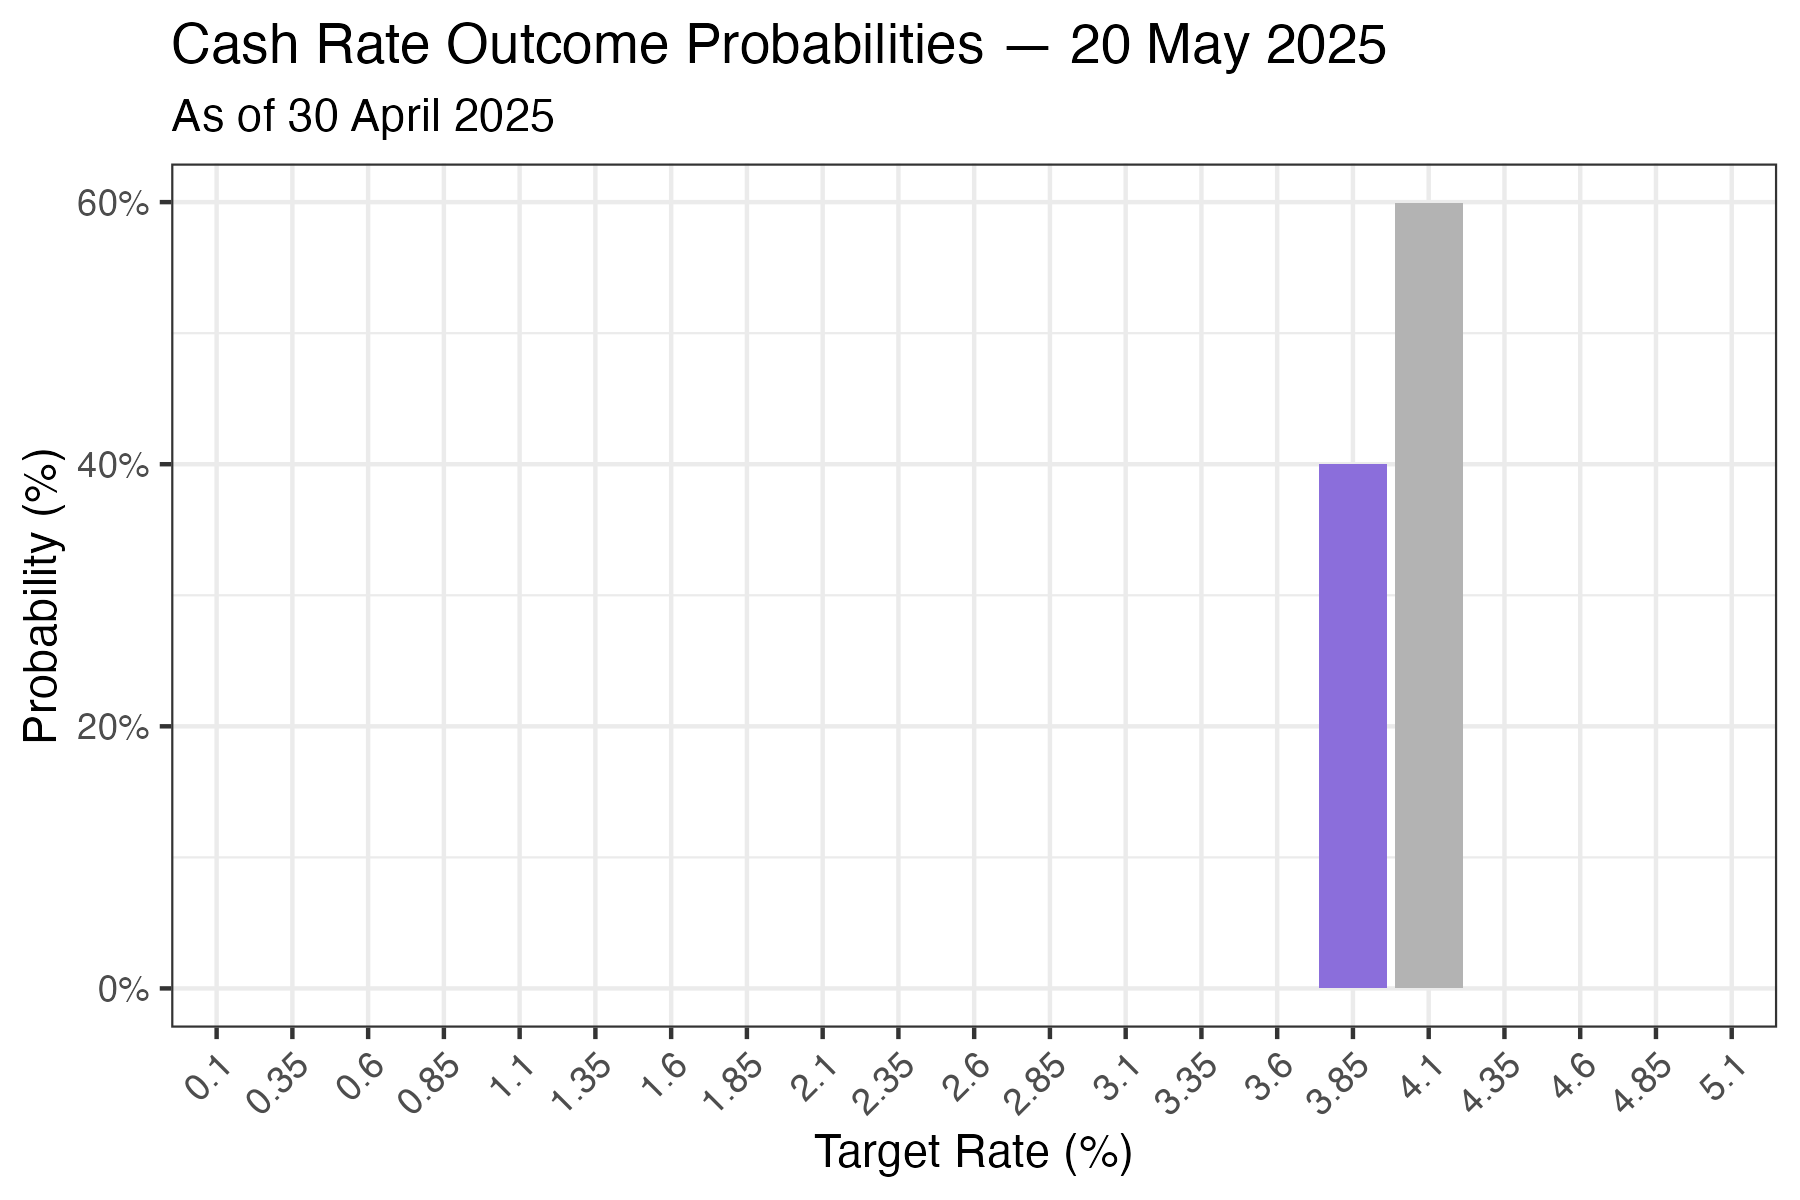 Cash Rate Outcome Probabilities — 20 May 2025
As of 30 April 2025
Probability (%)
60%
40%
20%
0%
0.1 0.35 0.6 0.85 1.1 1.35 1.6 1.85 2.1 2.35 2.6 2.85 3.1 3.35 3.6 3.85 4.1 4.35 4.6 4.85 5.1
Target Rate (%)